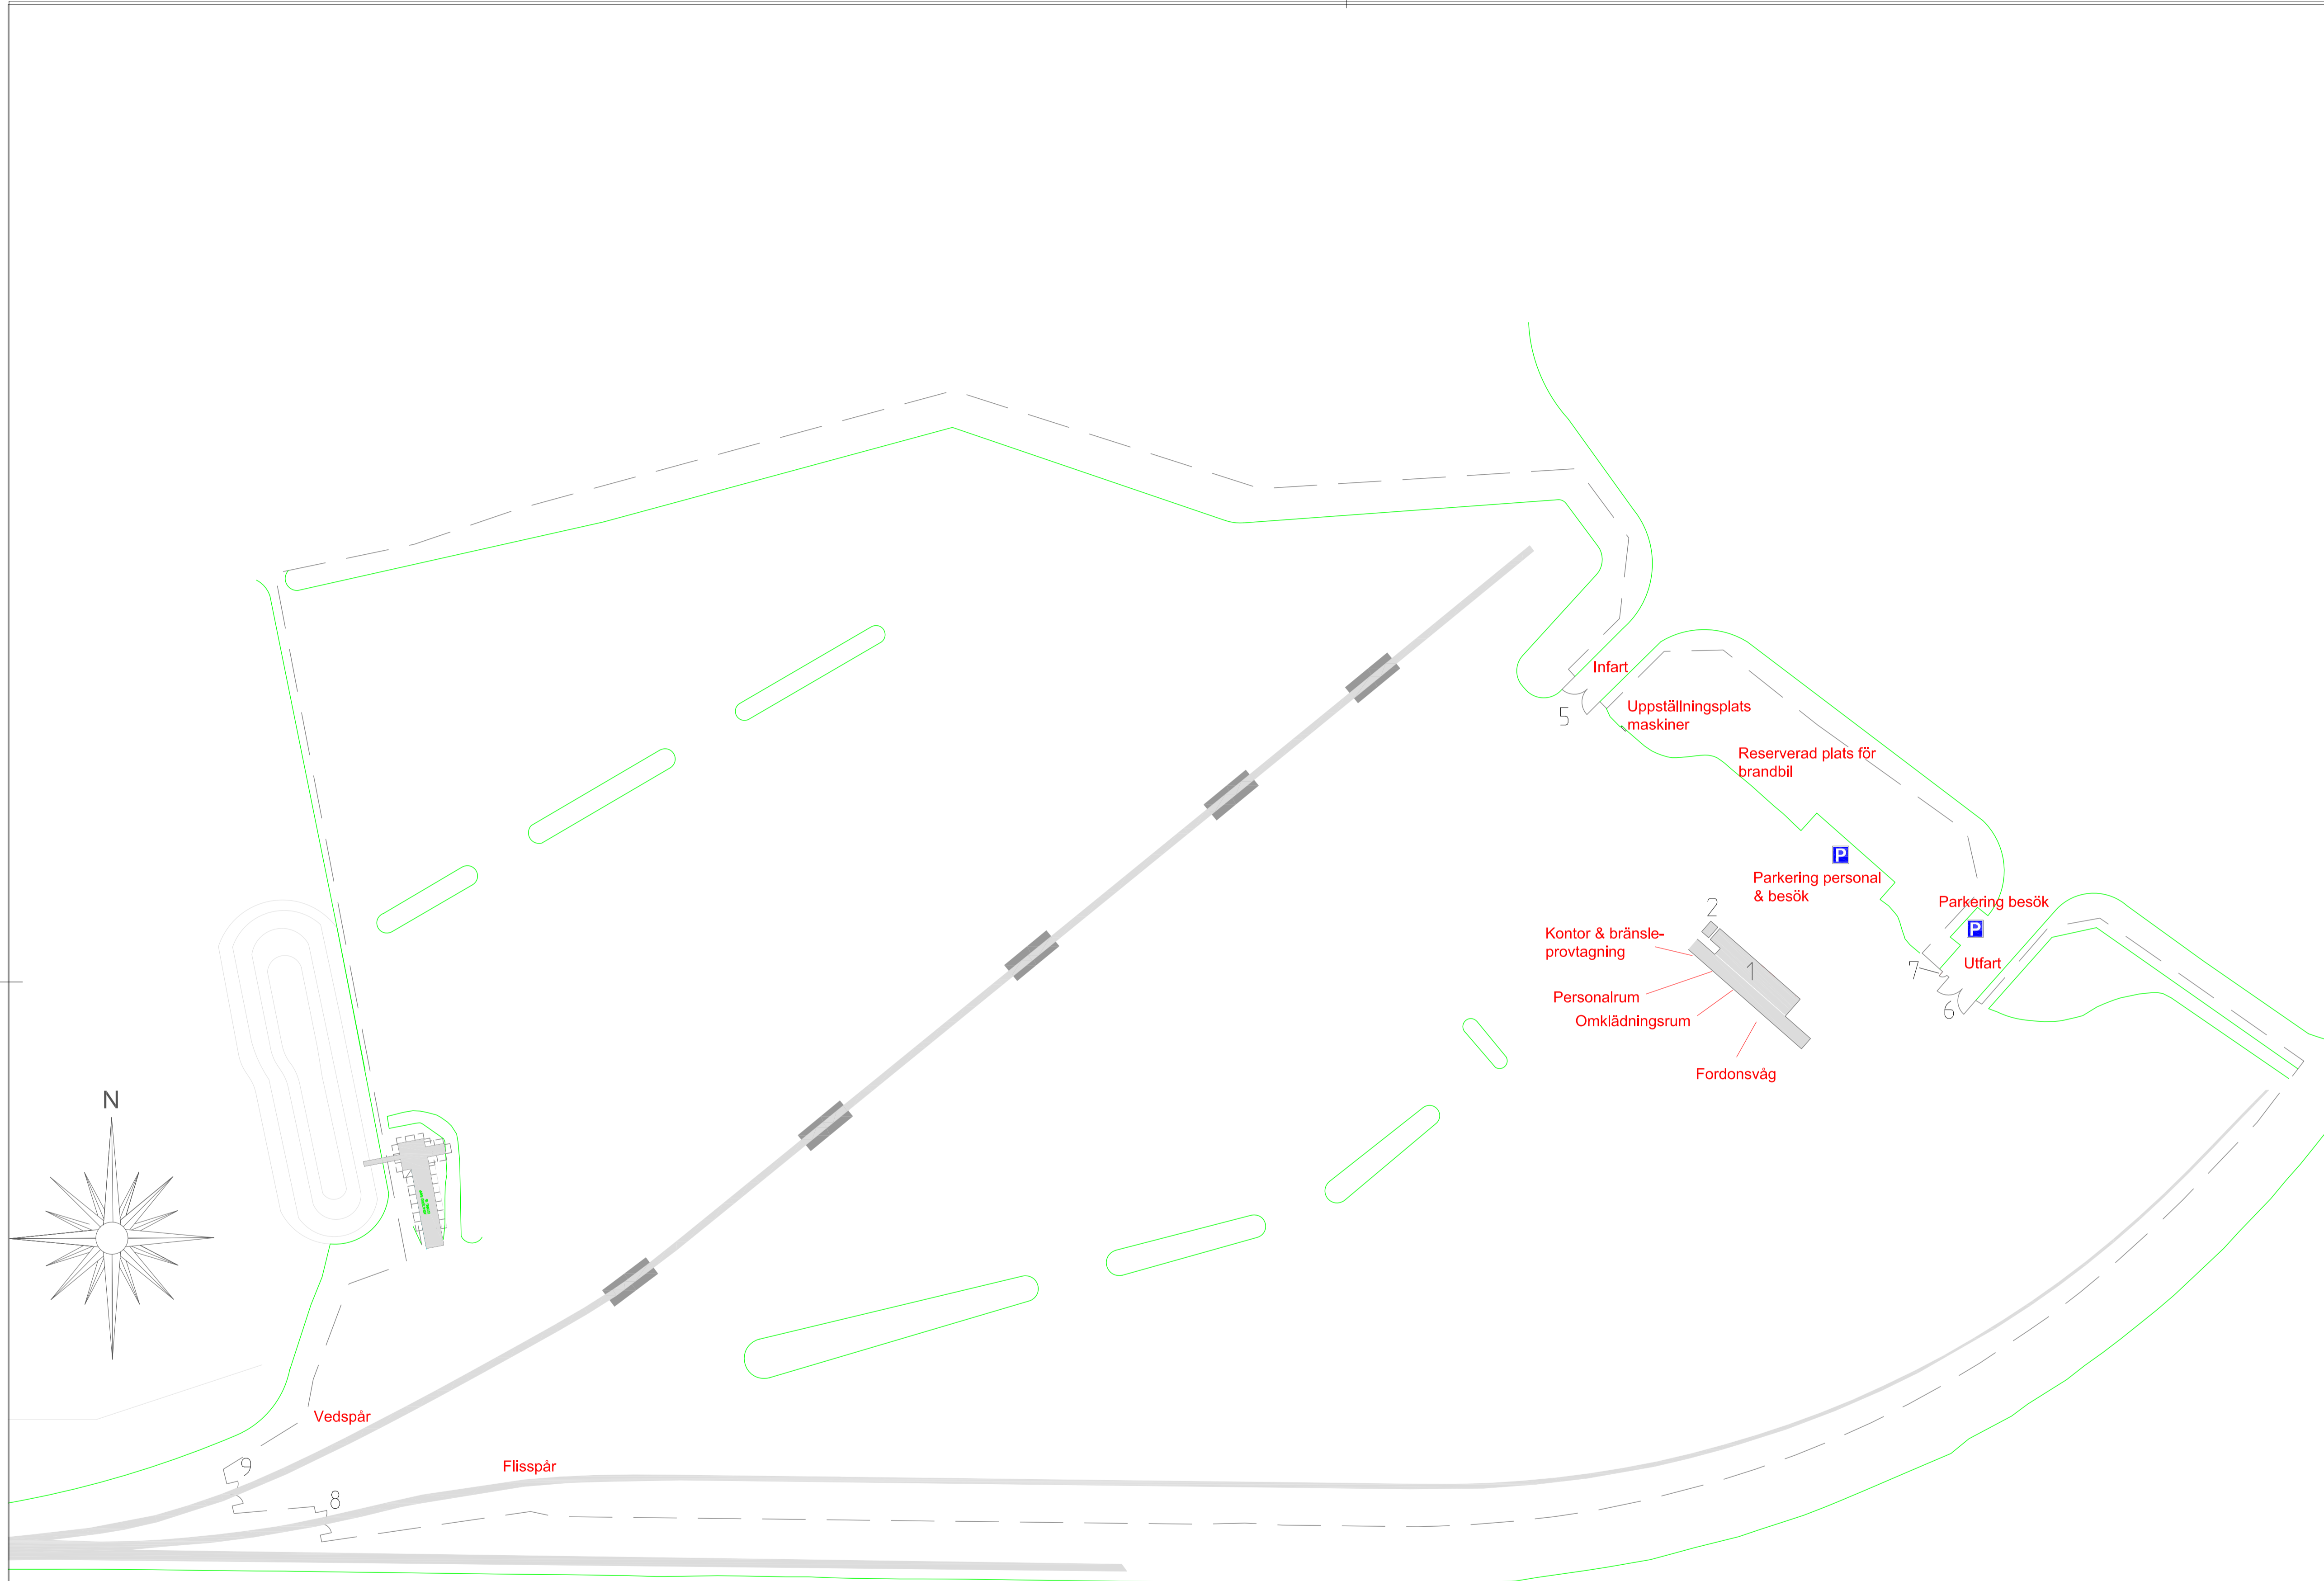 Infart
5
Uppställningsplats
maskiner
Reserverad plats för
brandbil
P
Parkering personal
& besök
Parkering besök
P
Utfart
7
6
2
1
Kontor & bränsle-
provtagning
Personalrum
Omklädningsrum
Fordonsvåg
N
4
Vedspår
9
Flisspår
8